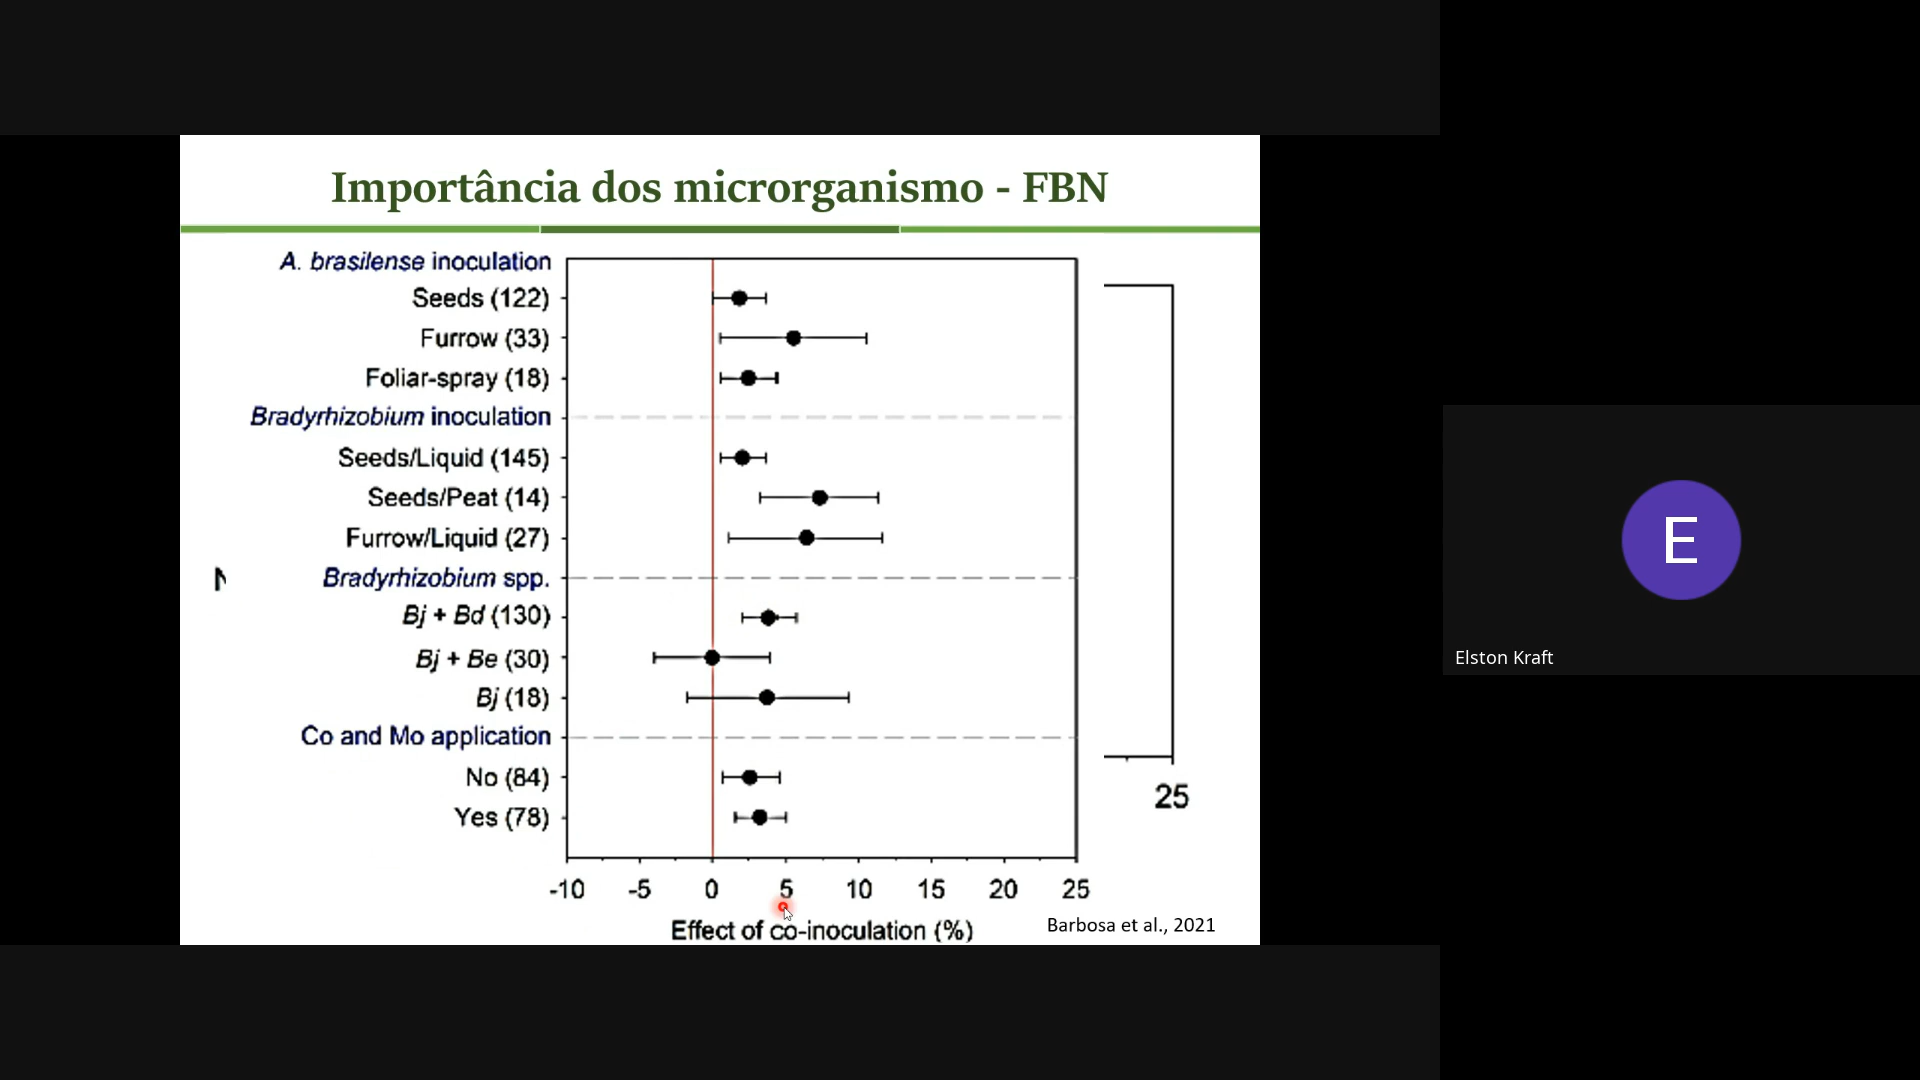 Importância dos microrganismo - FBN
A. brasilense inoculation
Seeds (122)
Furrow (33)
Foliar-spray (18)
Bradyrhizobium inoculation
Seeds/Liquid (145)
Seeds/Peat (14)
Furrow/Liquid (27)
Bradyrhizobium spp.
Bj + Bd (130)
Bj + Be (30)
Bj (18)
Co and Mo application
No (84)
Yes (78)
25
-10 -5 0 5 10 15 20 25
Effect of co-inoculation (%)
Barbosa et al., 2021
E
Elston Kraft